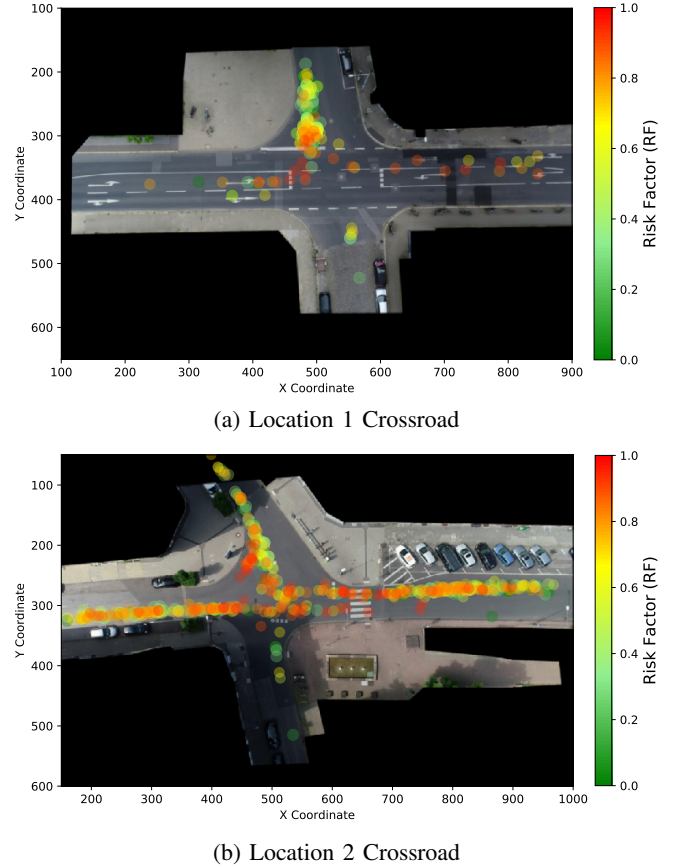 100
200
300
400
500
600
Y Coordinate
100 200 300 400 500 600 700 800 900
X Coordinate
1.0
0.8
0.6
0.4
0.2
0.0
Risk Factor (RF)
(a) Location 1 Crossroad
100
200
300
400
500
600
Y Coordinate
200 300 400 500 600 700 800 900 1000
X Coordinate
1.0
0.8
0.6
0.4
0.2
0.0
Risk Factor (RF)
(b) Location 2 Crossroad